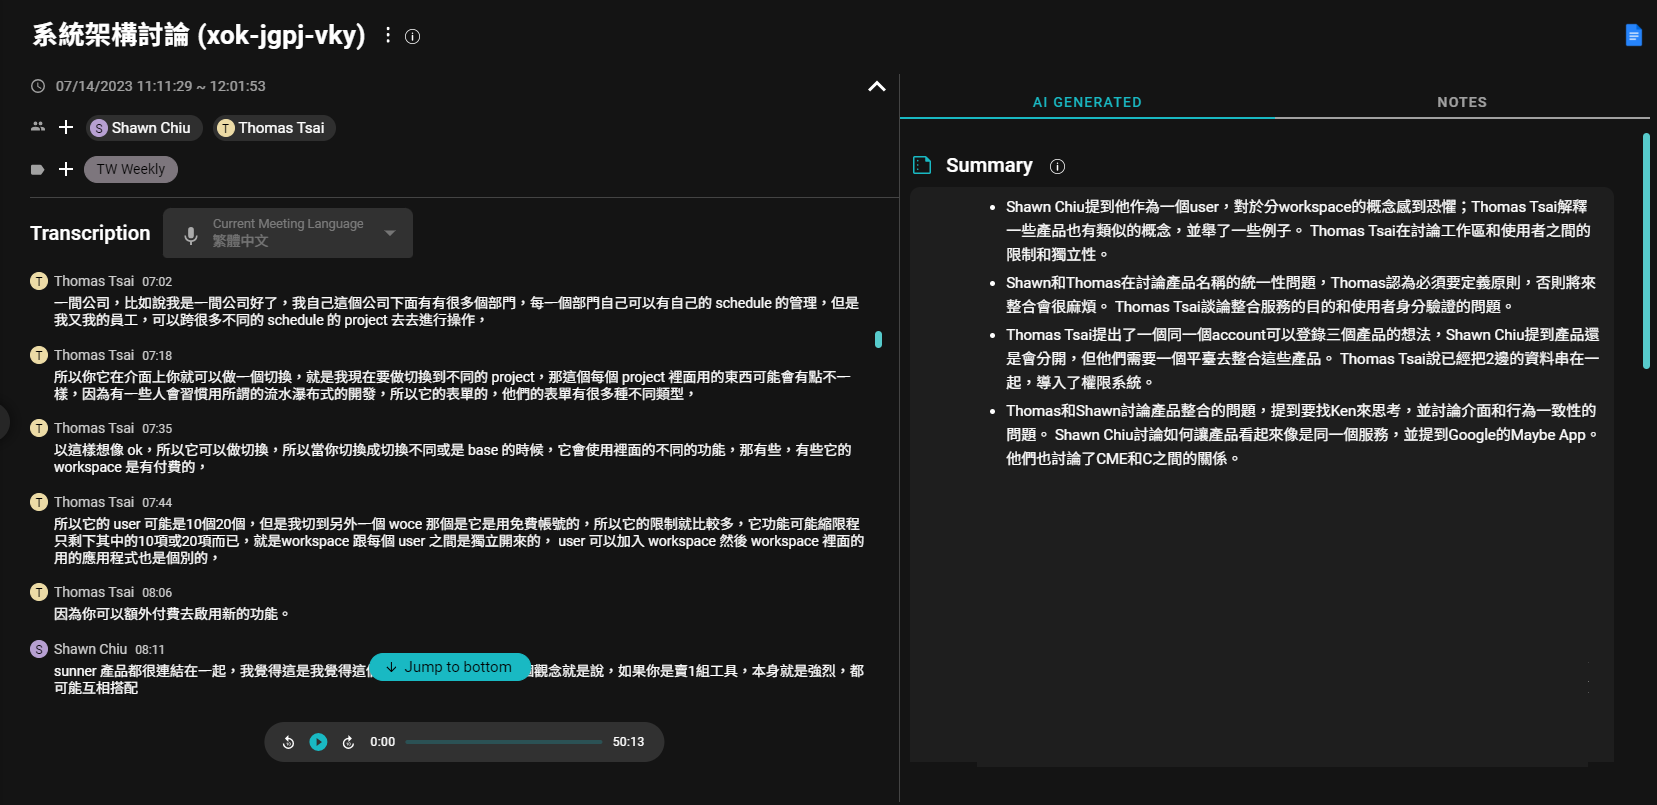 系統架構討論 (xok-jgpj-vky)
07/14/2023 11:11:29 ~ 12:01:53
S Shawn Chiu T Thomas Tsai
TW Weekly
Transcription
Current Meeting Language
繁體中文
T Thomas Tsai 07:02
一間公司，比如說我是一間公司好了，我自己這個公司下面有有很多個部門，每一個部門自己可以有自己的 schedule 的管理，但是
我又我的員工，可以跨很多不同的 schedule 的 project 去去進行操作，
T Thomas Tsai 07:18
所以你它在介面上你就可以做一個切換，就是我現在要做切換到不同的 project，那這個每個 project 裡面用的東西可能會有點不一
樣，因為有一些人會習慣用所謂的流水瀑布式的開發，所以它的表單的，他們的表單有很多種不同類型，
T Thomas Tsai 07:35
以這樣想像 ok，所以它可以做切換，所以當你切換成切換不同或是 base 的時候，它會使用裡面的不同的功能，那有些，有些它的
workspace 是有付費的，
T Thomas Tsai 07:44
所以它的 user 可能是10個20個，但是我切到另外一個 woce 那個是它是用免費帳號的，所以它的限制就比較多，它功能可能縮限程
只剩下其中的10項或20項而已，就是workspace 跟每個 user 之間是獨立開來的， user 可以加入 workspace 然後 workspace 裡面的
用的應用程式也是個別的，
T Thomas Tsai 08:06
因為你可以額外付費去啟用新的功能。
S Shawn Chiu 08:11
sunner 產品都很連結在一起，我覺得這是我覺得這 觀念就是說，如果你是賣1組工具，本身就是強烈，都
可能互相搭配
Jump to bottom
0:00 50:13
AI GENERATED NOTES
Summary
• Shawn Chiu提到他作為一個user，對於分workspace的概念感到恐懼；Thomas Tsai解釋
一些產品也有類似的概念，並舉了一些例子。 Thomas Tsai在討論工作區和使用者之間的
限制和獨立性。
• Shawn和Thomas在討論產品名稱的統一性問題，Thomas認為必須要定義原則，否則將來
整合會很麻煩。 Thomas Tsai談論整合服務的目的和使用者身分驗證的問題。
• Thomas Tsai提出了一個同一個account可以登錄三個產品的想法，Shawn Chiu提到產品還
是會分開，但他們需要一個平臺去整合這些產品。 Thomas Tsai說已經把2邊的資料串在一
起，導入了權限系統。
• Thomas和Shawn討論產品整合的問題，提到要找Ken來思考，並討論介面和行為一致性的
問題。 Shawn Chiu討論如何讓產品看起來像是同一個服務，並提到Google的Maybe App。
他們也討論了CME和C之間的關係。